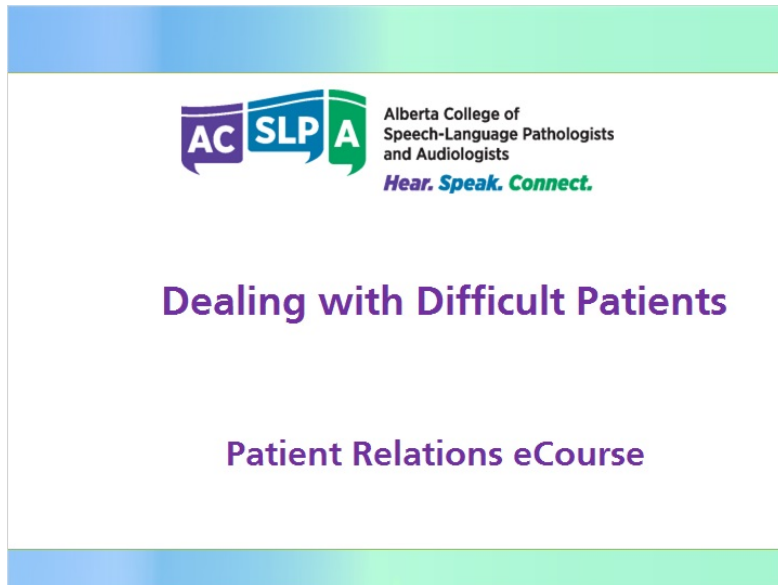 AC SLP A
Alberta College of
Speech-Language Pathologists
and Audiologists
Hear. Speak. Connect.
Dealing with Difficult Patients
Patient Relations eCourse